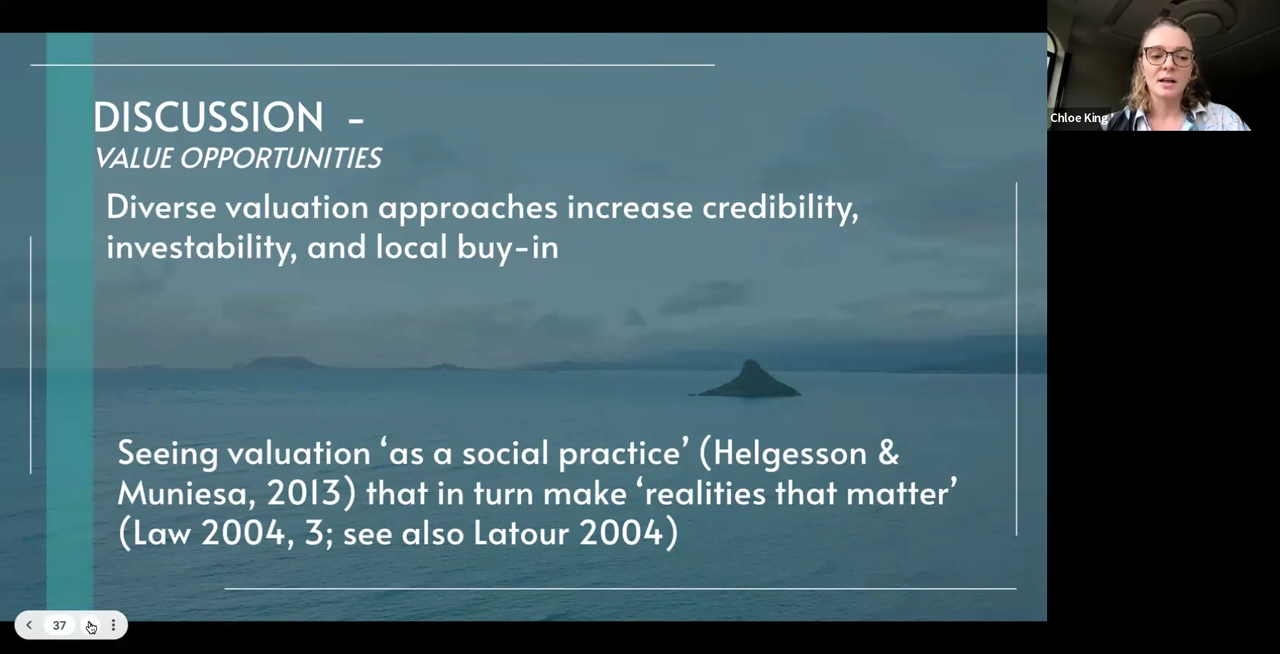 DISCUSSION -
VALUE OPPORTUNITIES
Diverse valuation approaches increase credibility,
investability, and local buy-in
Seeing valuation ‘as a social practice’ (Helgesson &
Muniesa, 2013) that in turn make ‘realities that matter’
(Law 2004, 3; see also Latour 2004)
Chloe King
37